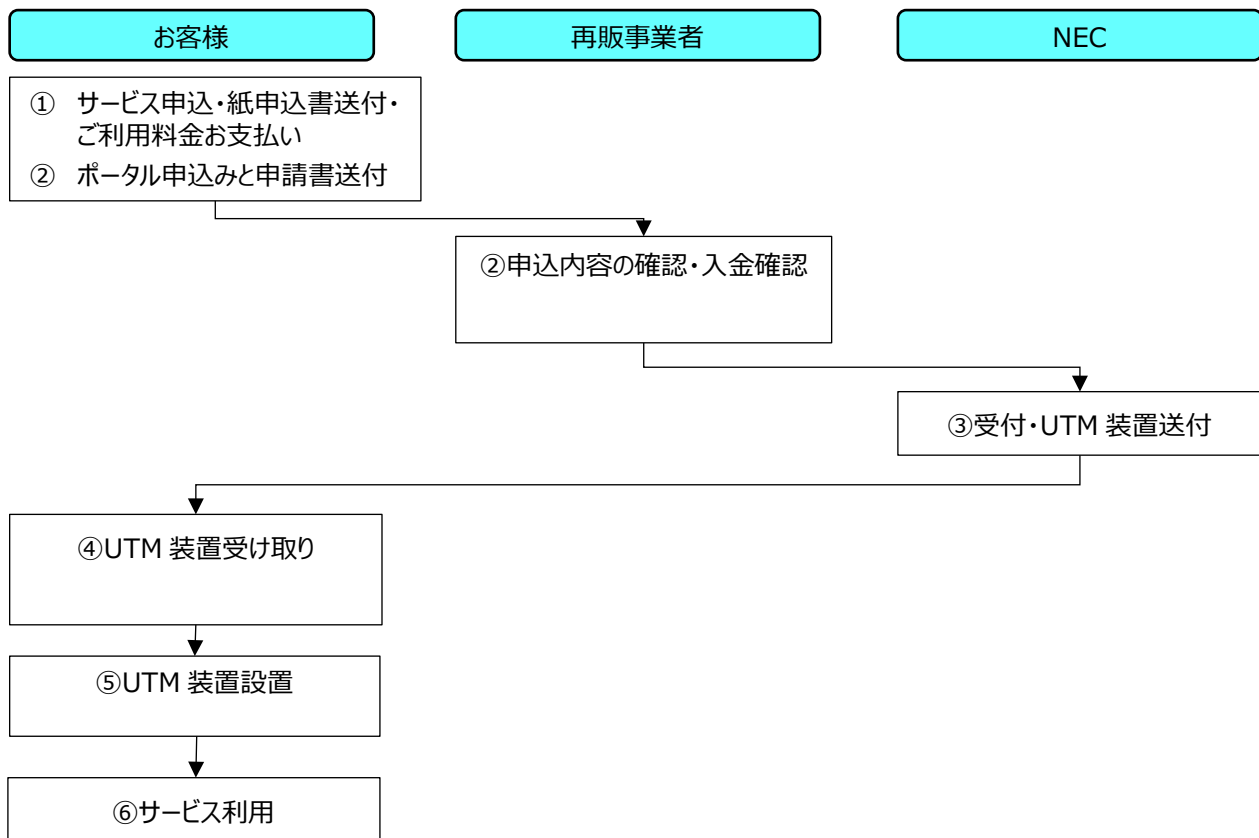 お客様
再販事業者
NEC
① サービス申込・紙申込書送付・
ご利用料金お支払い
② ポータル申込みと申請書送付
②申込内容の確認・入金確認
③受付・UTM 装置送付
④UTM 装置受け取り
⑤UTM 装置設置
⑥サービス利用